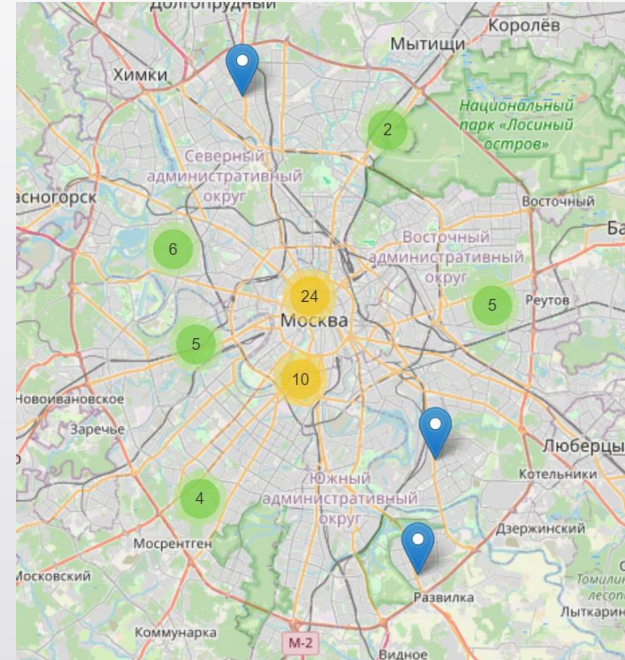 Долгопрудный
Королёв
Мытищи
Химки
Национальный
парк «Лосиный
остров»
2
Северный
административный
округ
асногорск
Восточный
Ба
Восточный
административный
округ
6
24
5
Реутов
Москва
5
10
Новоивановское
Заречье
Люберцы
Котельники
4
Южный
административный
округ
Мосрентген
Дзержинский
Московский
Томилин
лесоп
Развилка
Лыткарин
Коммунарка
М-2
Видное